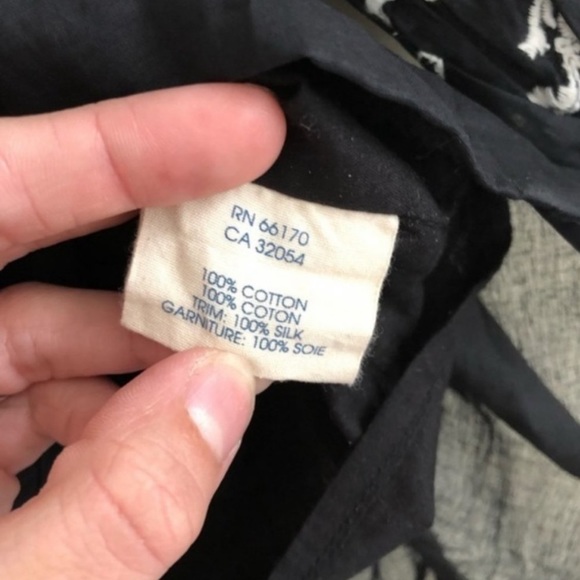 RN 66170
CA 32054
100% COTTON
100% COTON
TRIM: 100% SILK
GARNITURE: 100% SOIE